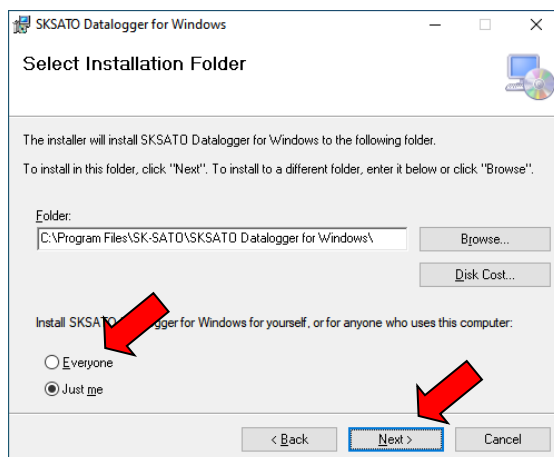 SKSATO Datalogger for Windows
Select Installation Folder
The installer will install SKSATO Datalogger for Windows to the following folder.
To install in this folder, click "Next". To install to a different folder, enter it below or click "Browse".
Folder:
C:\Program Files\SK-SATO\SKSATO Datalogger for Windows\
Browse...
Disk Cost...
Install SKSATO logger for Windows for yourself, or for anyone who uses this computer:
Everyone
Just me
< Back Next > Cancel